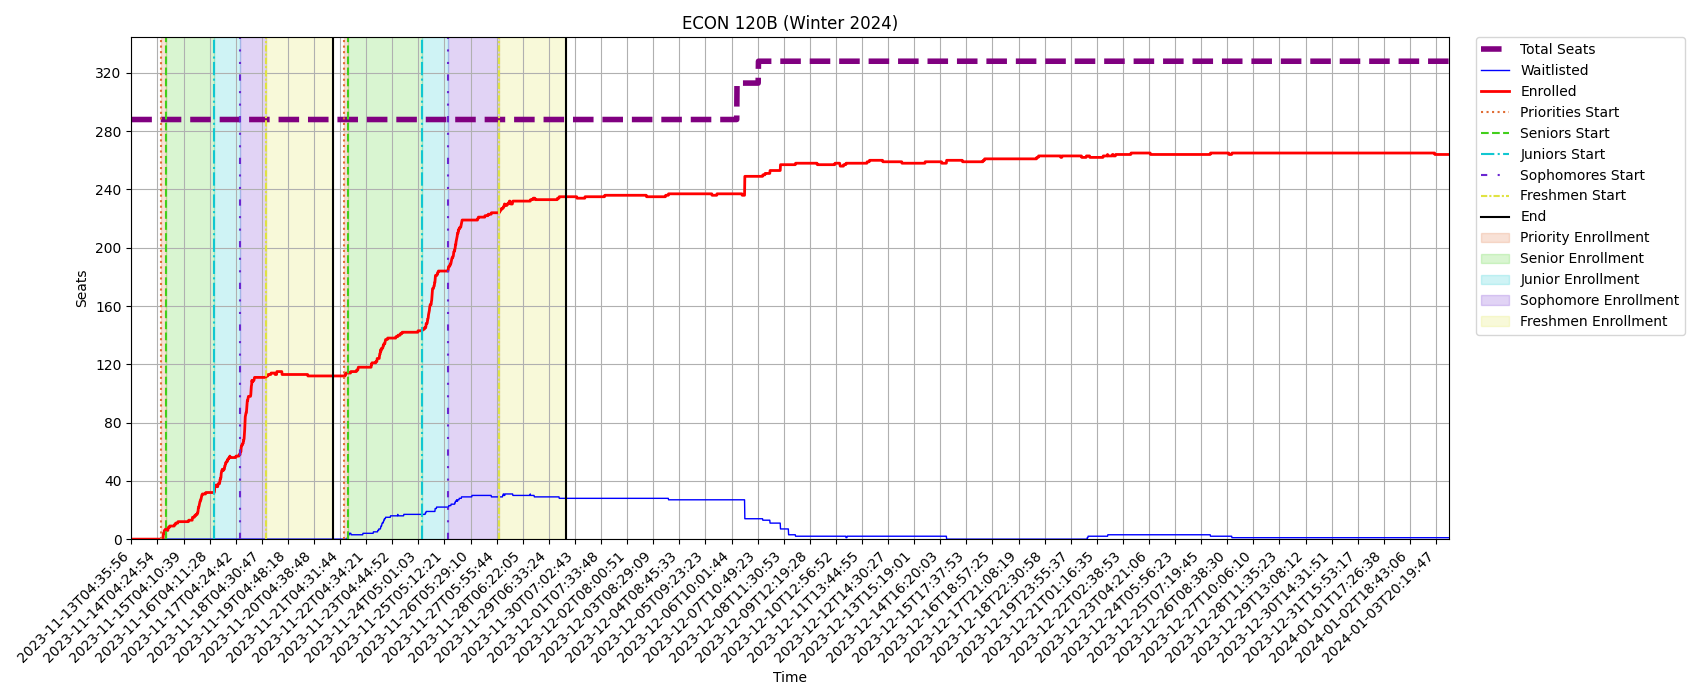 ECON 120B (Winter 2024)
Seats
320
280
240
200
160
120
80
40
0
2023-11-13T04:35:56
2023-11-14T04:24:54
2023-11-15T04:10:39
2023-11-16T04:11:28
2023-11-17T04:24:42
2023-11-18T04:30:47
2023-11-19T04:48:18
2023-11-20T04:38:48
2023-11-21T04:31:44
2023-11-22T04:34:21
2023-11-23T04:44:52
2023-11-24T05:01:03
2023-11-25T05:12:21
2023-11-26T05:29:10
2023-11-27T05:55:44
2023-11-28T06:22:05
2023-11-29T06:33:24
2023-11-30T07:02:43
2023-12-01T07:33:48
2023-12-02T08:00:51
2023-12-03T08:29:09
2023-12-04T08:45:33
2023-12-05T09:23:23
2023-12-06T10:01:44
2023-12-07T10:49:23
2023-12-08T11:30:53
2023-12-09T12:19:28
2023-12-10T12:56:52
2023-12-11T13:44:55
2023-12-12T14:30:27
2023-12-13T15:19:01
2023-12-14T16:20:03
2023-12-15T17:37:53
2023-12-16T18:57:25
2023-12-17T21:08:19
2023-12-18T22:30:58
2023-12-19T23:55:37
2023-12-21T01:16:35
2023-12-22T02:38:53
2023-12-23T04:21:06
2023-12-24T05:56:23
2023-12-25T07:19:45
2023-12-26T08:38:30
2023-12-27T10:06:10
2023-12-28T11:35:23
2023-12-29T13:08:12
2023-12-30T14:31:51
2023-12-31T15:53:17
2024-01-01T17:26:38
2024-01-02T18:43:06
2024-01-03T20:19:47
Time
Total Seats
Waitlisted
Enrolled
Priorities Start
Seniors Start
Juniors Start
Sophomores Start
Freshmen Start
End
Priority Enrollment
Senior Enrollment
Junior Enrollment
Sophomore Enrollment
Freshmen Enrollment